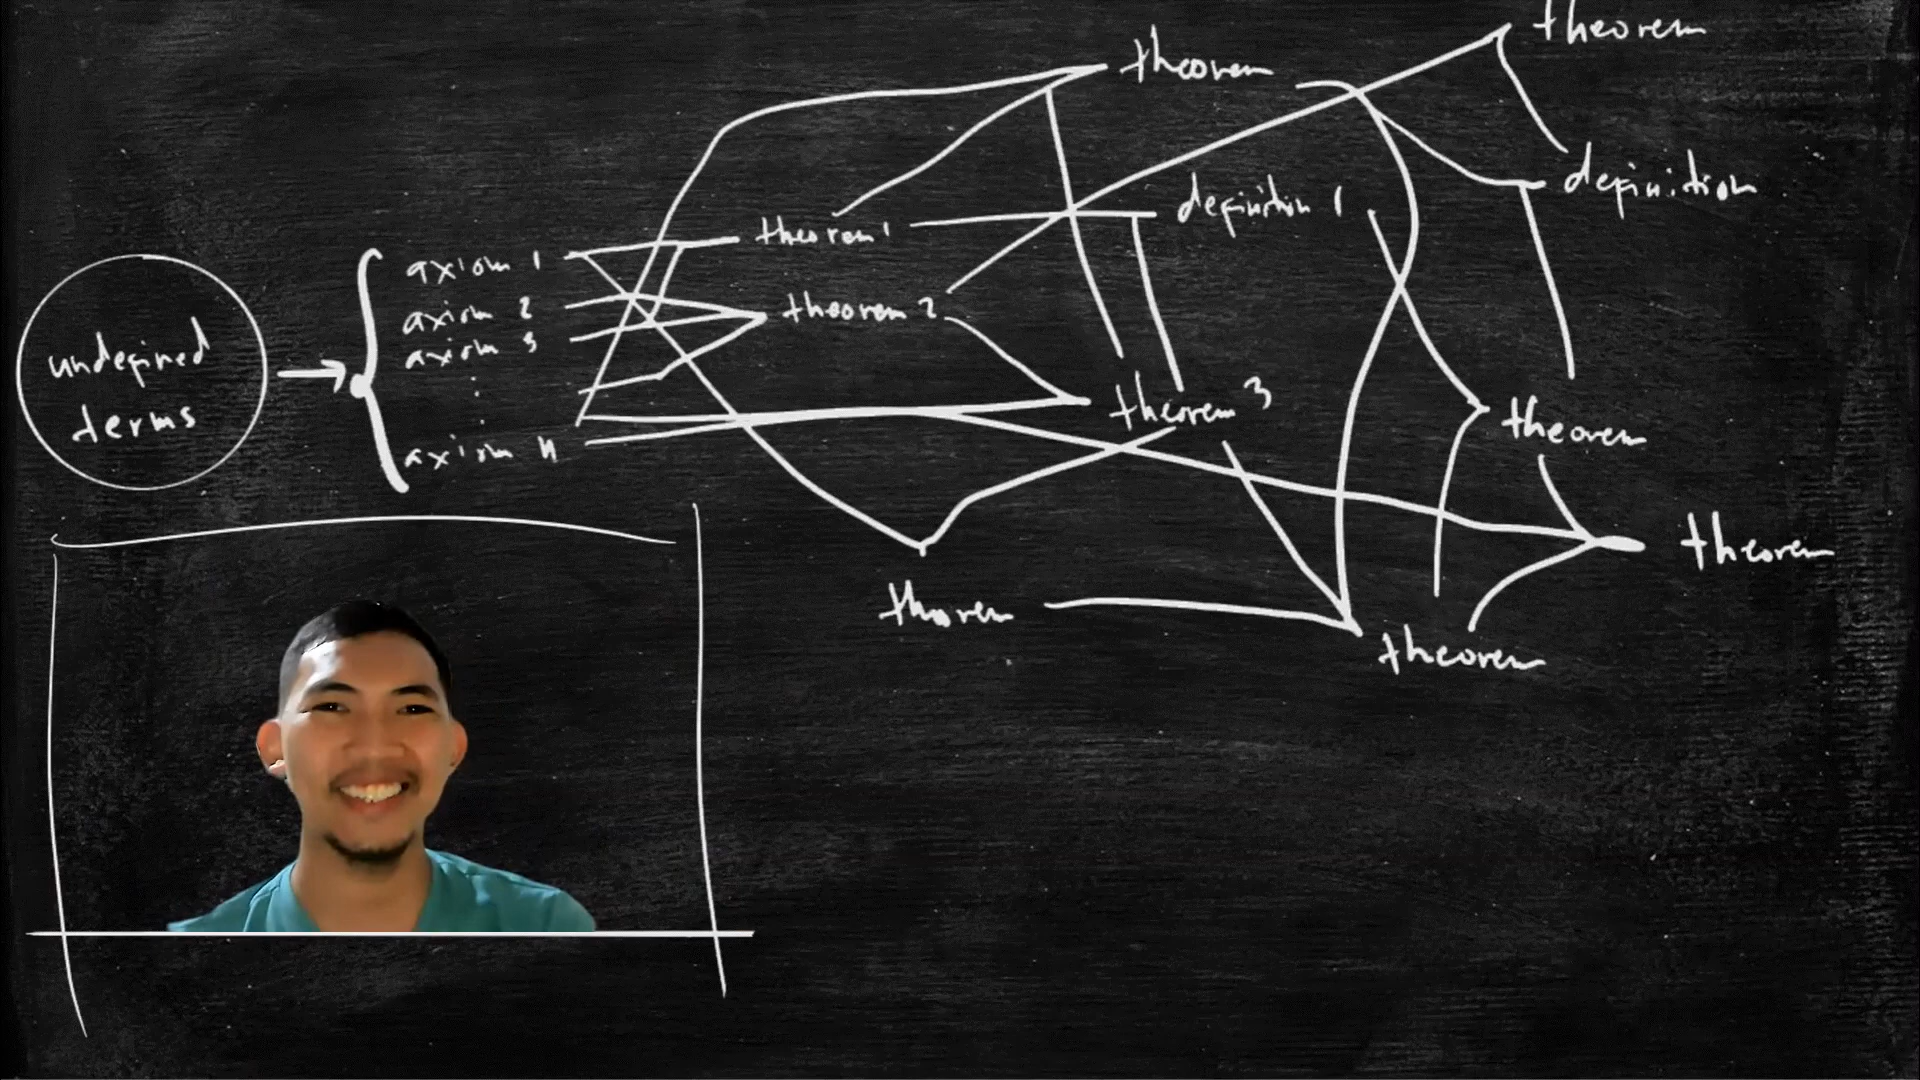 undefined
terms
axiom 1
axiom 2
axiom 3
⋮
axiom n
theorem 1
theorem 2
theorem
definition 1
theorem 3
theorem
theorem
definition
theorem
theorem
theorem